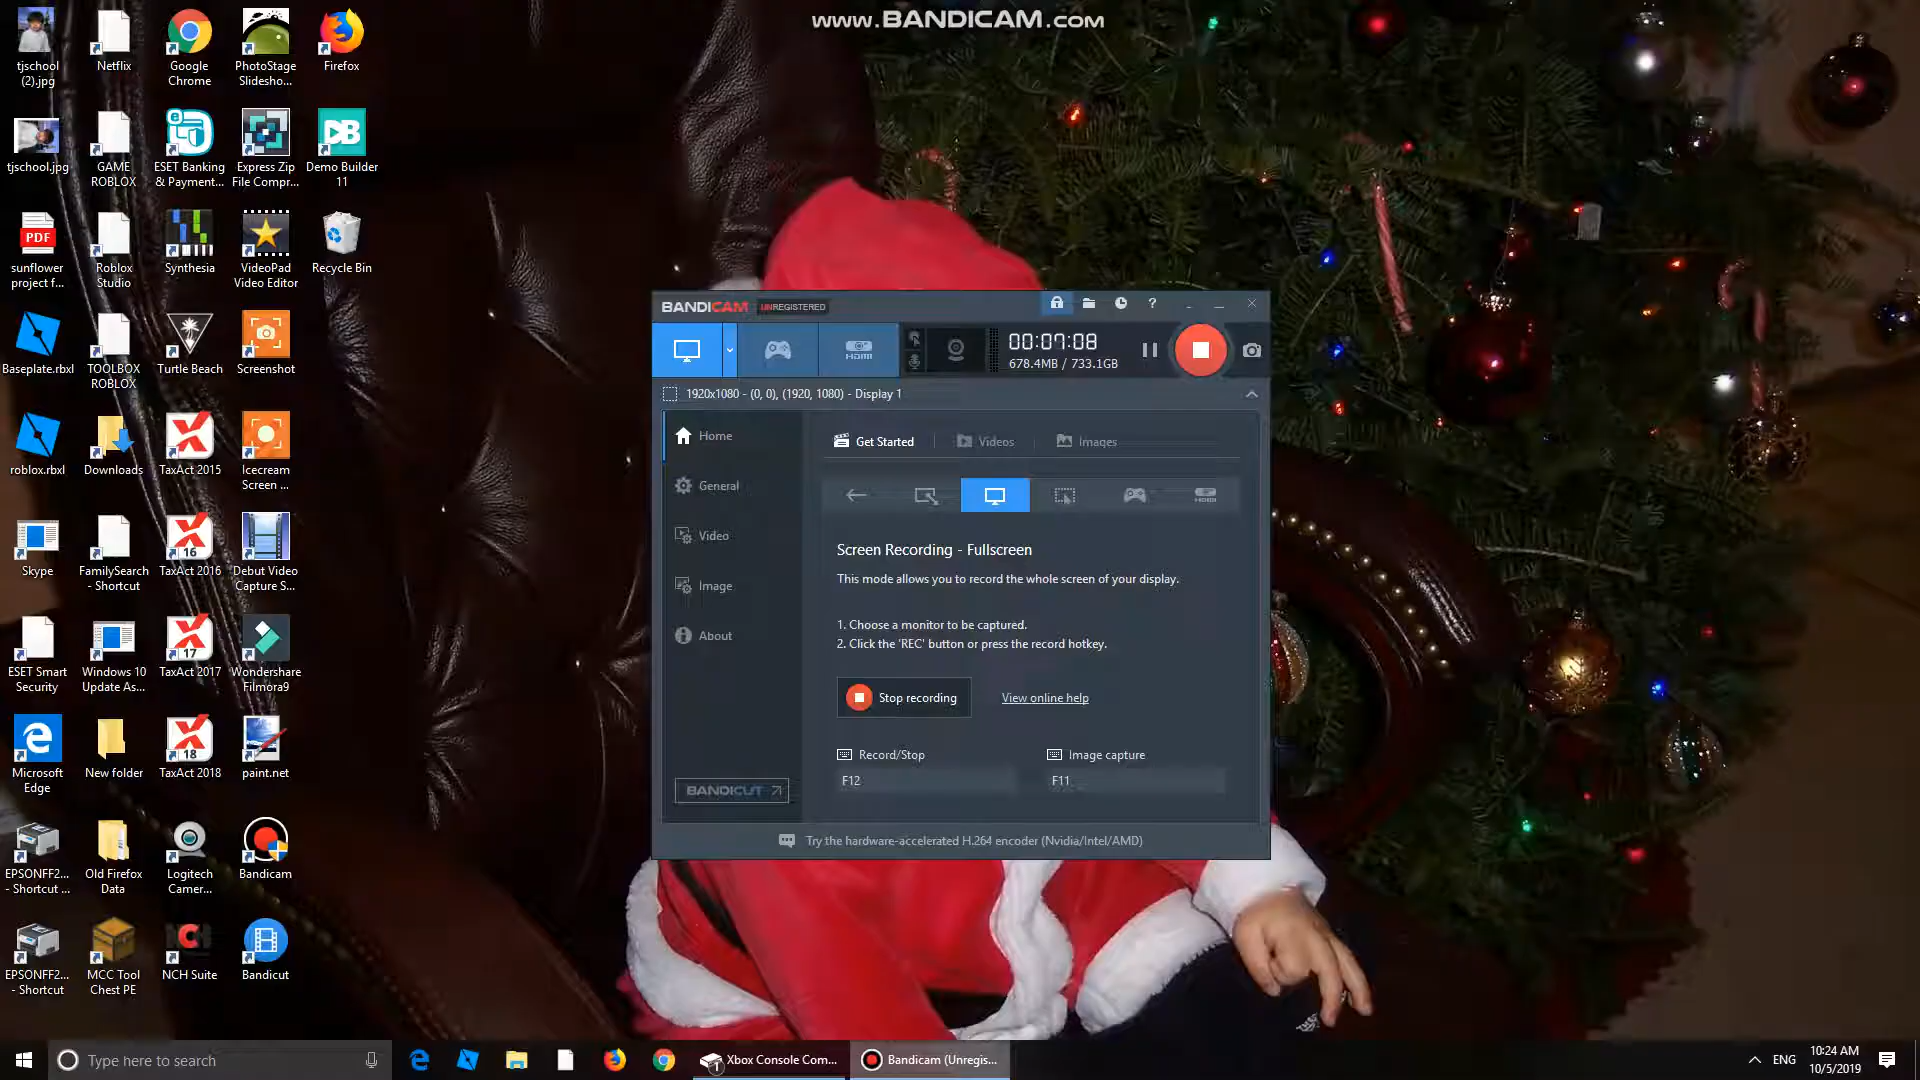 www.BANDICAM.com
tjschool
(2).jpg
Netflix
Google
Chrome
PhotoStage
Slidesho...
Firefox
tjschool.jpg
GAME
ROBLOX
ESET Banking
& Payment...
Express Zip
File Compr...
DB
Demo Builder
11
PDF
sunflower
project f...
Roblox
Studio
Synthesia
VideoPad
Video Editor
Recycle Bin
Baseplate.rbxl
TOOLBOX
ROBLOX
Turtle Beach
Screenshot
roblox.rbxl
Downloads
TaxAct 2015
Icecream
Screen ...
Skype
FamilySearch
- Shortcut
16
TaxAct 2016
Debut Video
Capture S...
ESET Smart
Security
Windows 10
Update As...
17
TaxAct 2017
Wondershare
Filmora9
Microsoft
Edge
New folder
18
TaxAct 2018
paint.net
EPSONFF2...
- Shortcut ...
Old Firefox
Data
Logitech
Camer...
Bandicam
EPSONFF2...
- Shortcut
MCC Tool
Chest PE
NCH Suite
Bandicut
BANDICAM UNREGISTERED
?
HDMI
00:07:08
678.4MB / 733.1GB
1920x1080 - (0, 0), (1920, 1080) - Display 1
Home
General
Video
Image
About
BANDICUT
Get Started
Videos
Images
HDMI
Screen Recording - Fullscreen
This mode allows you to record the whole screen of your display.
1. Choose a monitor to be captured.
2. Click the 'REC' button or press the record hotkey.
Stop recording
View online help
Record/Stop
Image capture
F12
F11
Try the hardware-accelerated H.264 encoder (Nvidia/Intel/AMD)
Type here to search
1
Xbox Console Com...
Bandicam (Unregis...
ENG
10:24 AM
10/5/2019